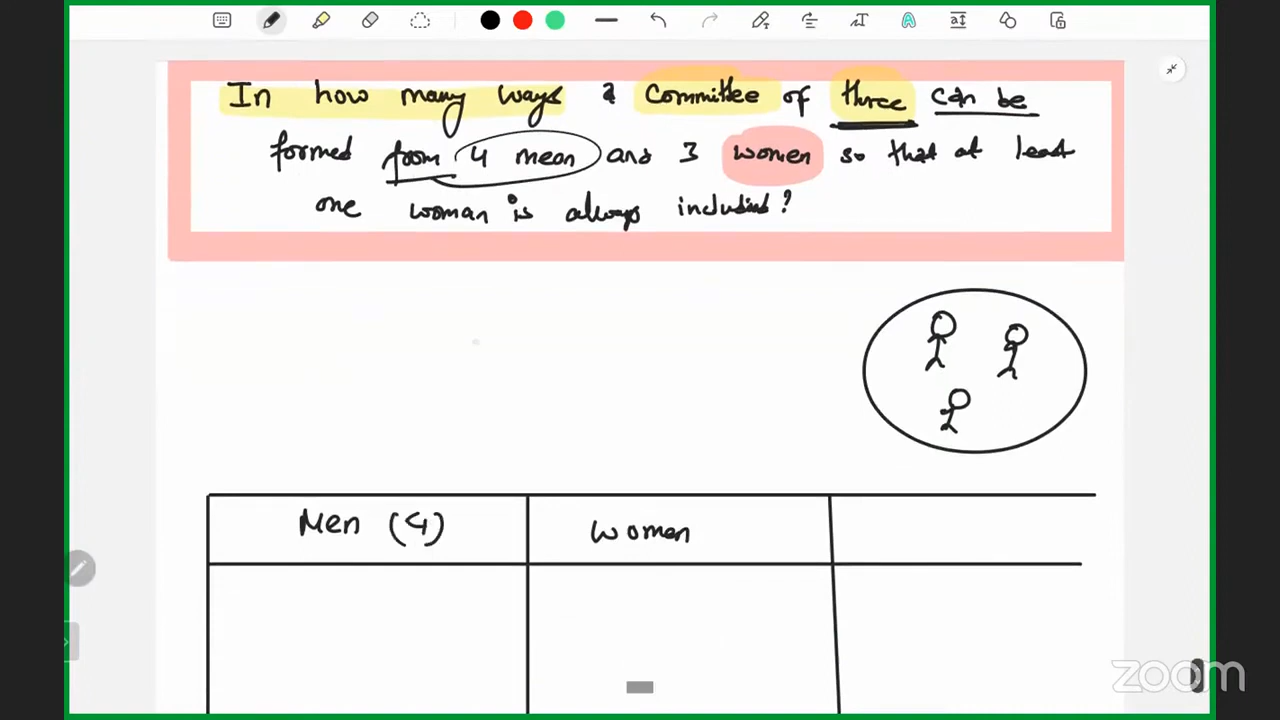 In how many ways a Committee of three can be
formed from 4 mean and 3 women so that at least
one woman is always included?
Men (4)
Women
zoom